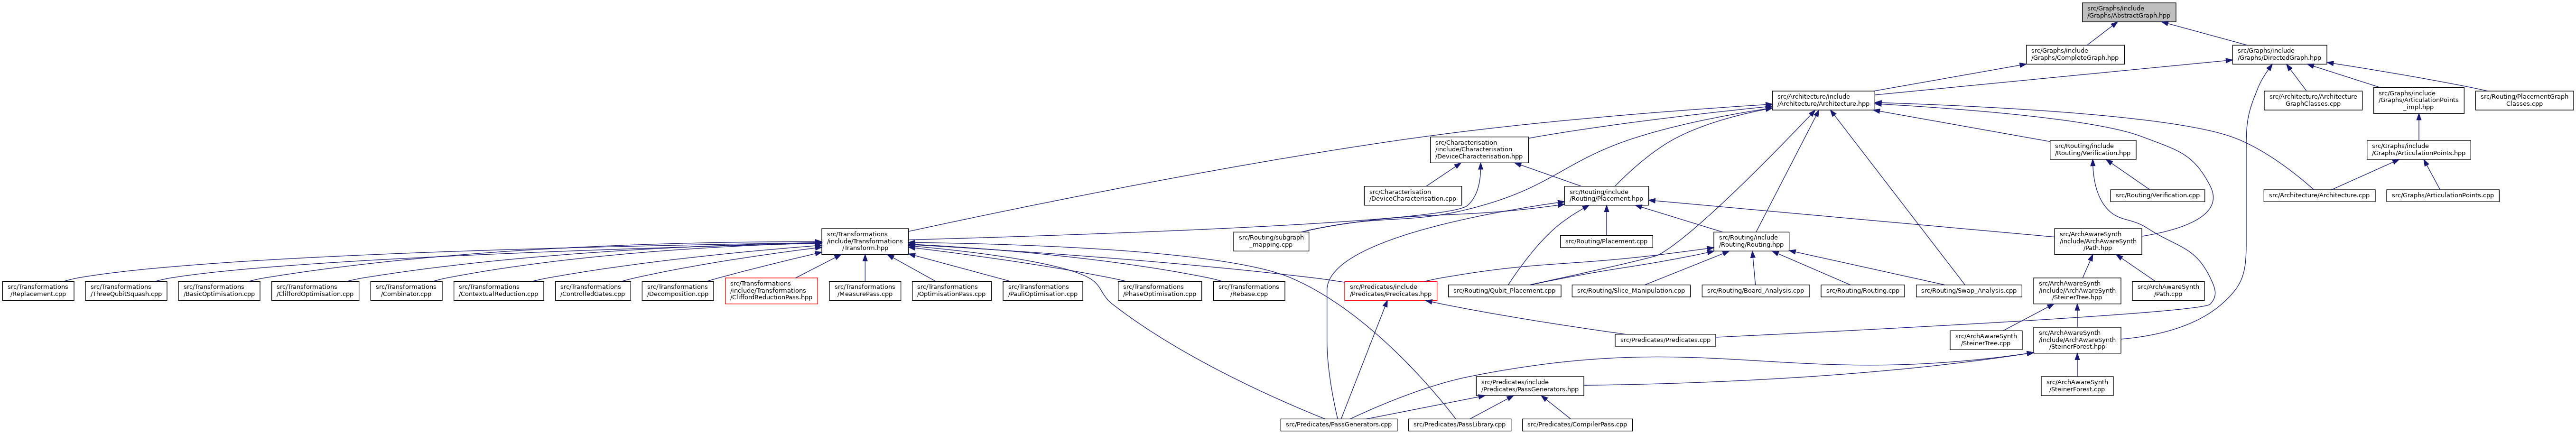 src/Graphs/include
/Graphs/AbstractGraph.hpp
src/Graphs/include
/Graphs/CompleteGraph.hpp
src/Graphs/include
/Graphs/DirectedGraph.hpp
src/Architecture/include
/Architecture/Architecture.hpp
src/Architecture/Architecture
GraphClasses.cpp
src/Graphs/include
/Graphs/ArticulationPoints
_impl.hpp
src/Routing/PlacementGraph
Classes.cpp
src/Characterisation
/include/Characterisation
/DeviceCharacterisation.hpp
src/Routing/include
/Routing/Verification.hpp
src/Graphs/include
/Graphs/ArticulationPoints.hpp
src/Characterisation
/DeviceCharacterisation.cpp
src/Routing/include
/Routing/Placement.hpp
src/Routing/Verification.cpp
src/Architecture/Architecture.cpp
src/Graphs/ArticulationPoints.cpp
src/Transformations
/include/Transformations
/Transform.hpp
src/Routing/subgraph
_mapping.cpp
src/Routing/Placement.cpp
src/Routing/include
/Routing/Routing.hpp
src/ArchAwareSynth
/include/ArchAwareSynth
/Path.hpp
src/Transformations
/Replacement.cpp
src/Transformations
/ThreeQubitSquash.cpp
src/Transformations
/BasicOptimisation.cpp
src/Transformations
/CliffordOptimisation.cpp
src/Transformations
/Combinator.cpp
src/Transformations
/ContextualReduction.cpp
src/Transformations
/ControlledGates.cpp
src/Transformations
/Decomposition.cpp
src/Transformations
/include/Transformations
/CliffordReductionPass.hpp
src/Transformations
/MeasurePass.cpp
src/Transformations
/OptimisationPass.cpp
src/Transformations
/PauliOptimisation.cpp
src/Transformations
/PhaseOptimisation.cpp
src/Transformations
/Rebase.cpp
src/Predicates/include
/Predicates/Predicates.hpp
src/Routing/Qubit_Placement.cpp
src/Routing/Slice_Manipulation.cpp
src/Routing/Board_Analysis.cpp
src/Routing/Routing.cpp
src/Routing/Swap_Analysis.cpp
src/ArchAwareSynth
/include/ArchAwareSynth
/SteinerTree.hpp
src/ArchAwareSynth
/Path.cpp
src/Predicates/Predicates.cpp
src/ArchAwareSynth
/SteinerTree.cpp
src/ArchAwareSynth
/include/ArchAwareSynth
/SteinerForest.hpp
src/Predicates/include
/Predicates/PassGenerators.hpp
src/ArchAwareSynth
/SteinerForest.cpp
src/Predicates/PassGenerators.cpp
src/Predicates/PassLibrary.cpp
src/Predicates/CompilerPass.cpp